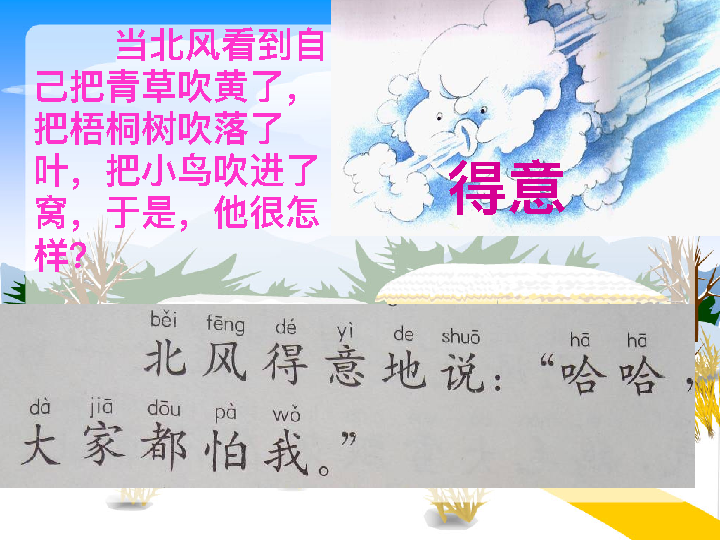 当北风看到自
己把青草吹黄了，
把梧桐树吹落了
叶，把小鸟吹进了
窝，于是，他很怎
样？
得意
běi fēng dé yì de shuō hā hā
北风得意地说：“哈哈，
dà jiā dōu pà wǒ
大家都怕我。”